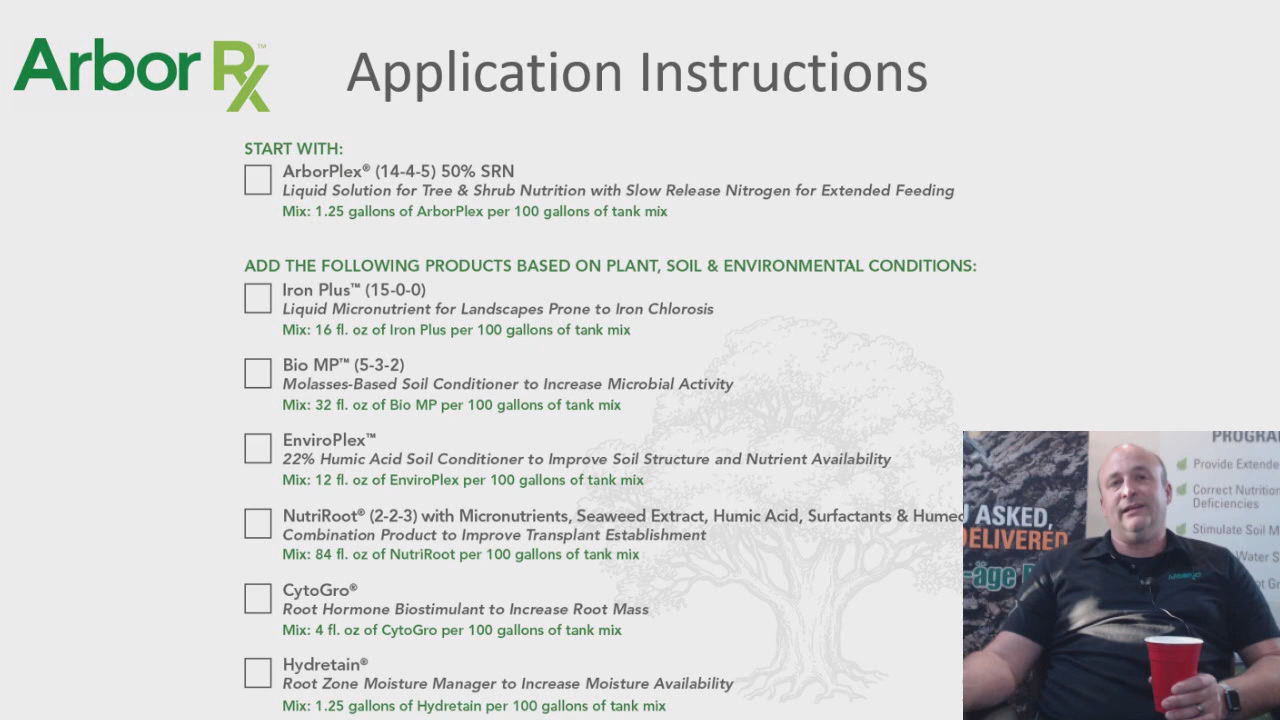 Arbor Rx™
Application Instructions
START WITH:
ArborPlex® (14-4-5) 50% SRN
Liquid Solution for Tree & Shrub Nutrition with Slow Release Nitrogen for Extended Feeding
Mix: 1.25 gallons of ArborPlex per 100 gallons of tank mix
ADD THE FOLLOWING PRODUCTS BASED ON PLANT, SOIL & ENVIRONMENTAL CONDITIONS:
Iron Plus™ (15-0-0)
Liquid Micronutrient for Landscapes Prone to Iron Chlorosis
Mix: 16 fl. oz of Iron Plus per 100 gallons of tank mix
Bio MP™ (5-3-2)
Molasses-Based Soil Conditioner to Increase Microbial Activity
Mix: 32 fl. oz of Bio MP per 100 gallons of tank mix
EnviroPlex™
22% Humic Acid Soil Conditioner to Improve Soil Structure and Nutrient Availability
Mix: 12 fl. oz of EnviroPlex per 100 gallons of tank mix
NutriRoot® (2-2-3) with Micronutrients, Seaweed Extract, Humic Acid, Surfactants & Humec
Combination Product to Improve Transplant Establishment
Mix: 84 fl. oz of NutriRoot per 100 gallons of tank mix
CytoGro®
Root Hormone Biostimulant to Increase Root Mass
Mix: 4 fl. oz of CytoGro per 100 gallons of tank mix
Hydretain®
Root Zone Moisture Manager to Increase Moisture Availability
Mix: 1.25 gallons of Hydretain per 100 gallons of tank mix
ASKED,
DELIVERED
PROGRA
Provide Extende
Correct Nutrition
Deficiencies
Stimulate Soil M
Water S